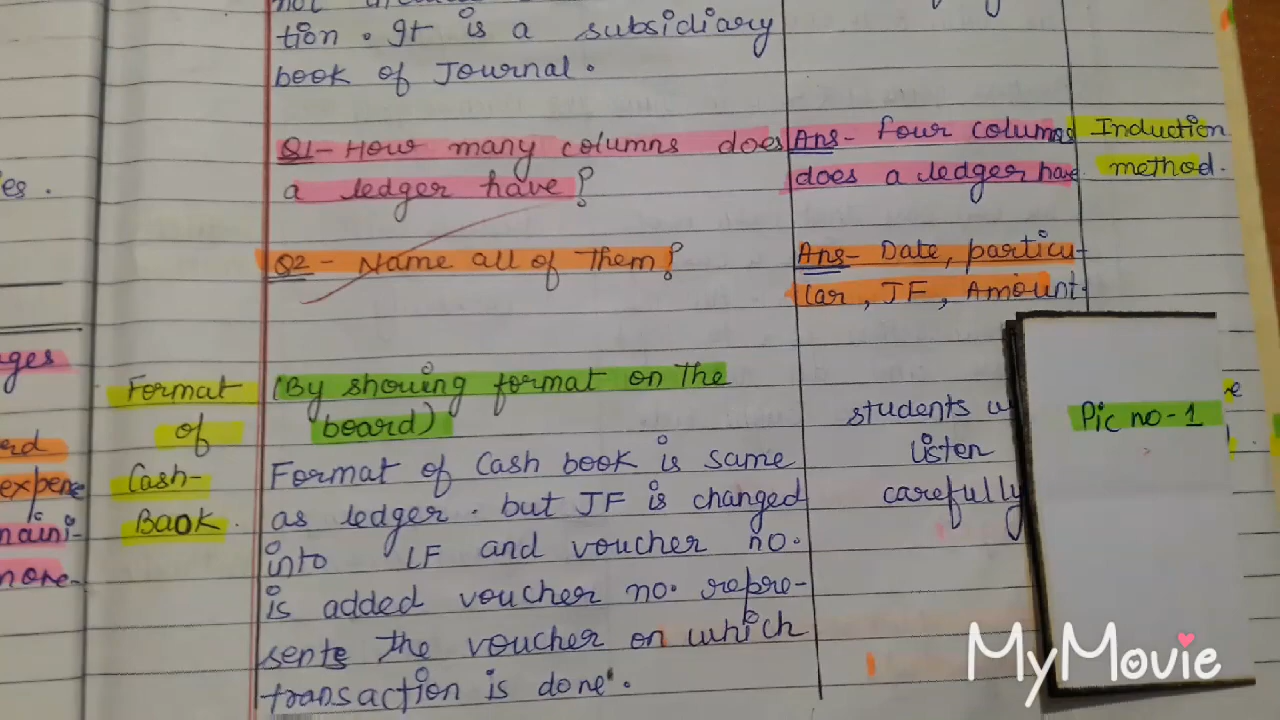 tion. It is a subsidiary
book of Journal.
es.
Q1- How many columns does
a ledger have?
Ans- four columns
does a ledger have
Induction
method.
Q2 - Name all of them?
Ans- Date, particu-
lar, JF, Amount.
ges
Format
of
Cash-
Book.
(By showing format on the
board)
Format of Cash book is same
as ledger. but JF is changed
into LF and voucher no.
is added voucher no. repre-
sents the voucher on which
transaction is done.
students
listen
carefully
Pic no-1
MyMovie